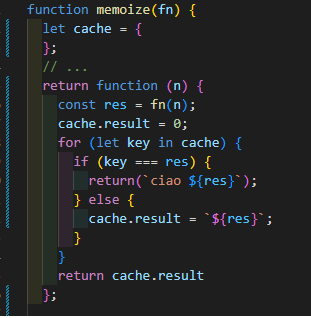 function memoize(fn) {
  let cache = {
  };
  // ...
  return function (n) {
    const res = fn(n);
    cache.result = 0;
    for (let key in cache) {
      if (key === res) {
        return(`ciao ${res}`);
      } else {
        cache.result = `${res}`;
      }
    }
    return cache.result
  };